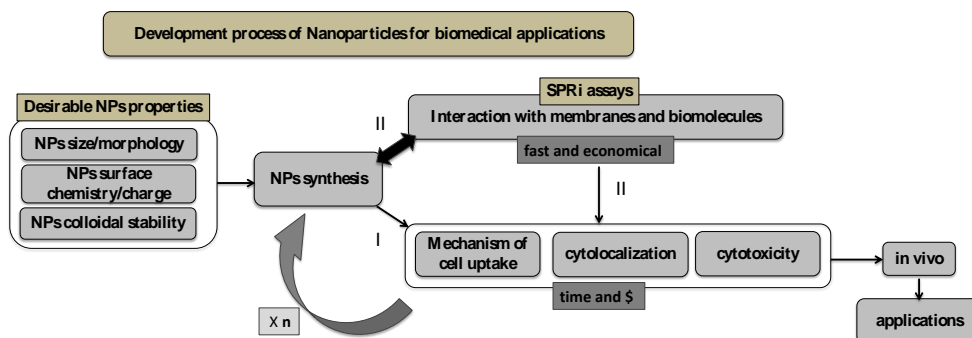 Development process of Nanoparticles for biomedical applications
SPRi assays
Desirable NPs properties
Interaction with membranes and biomolecules
II
NPs size/morphology
fast and economical
NPs surface
chemistry/charge
NPs synthesis
II
NPs colloidal stability
I
Mechanism of
cell uptake
cytolocalization
cytotoxicity
in vivo
time and $
X n
applications